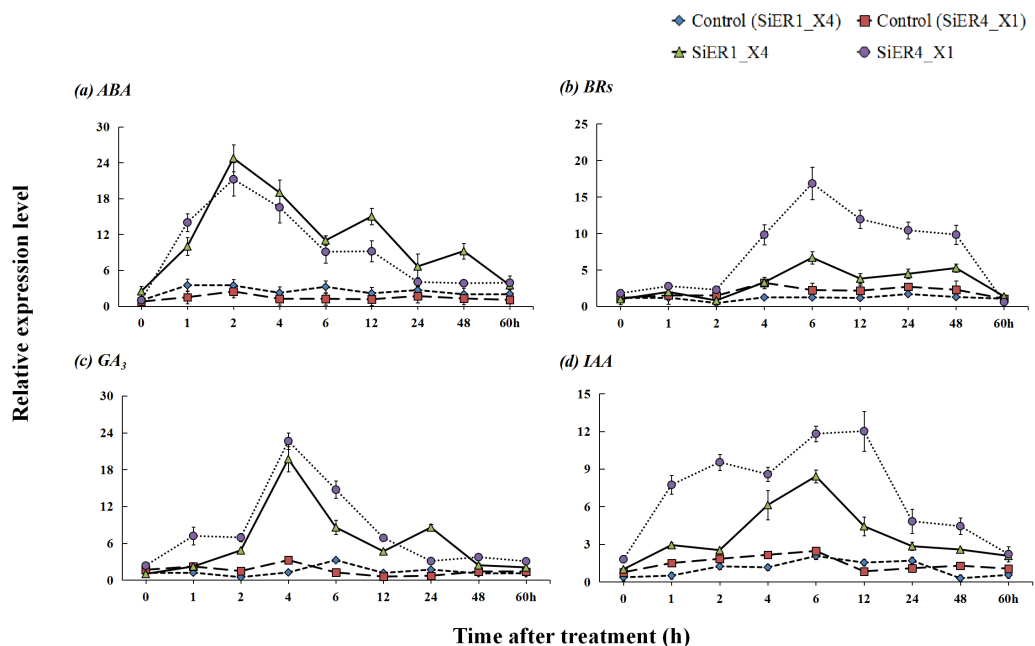 Control (SiER1_X4) Control (SiER4_X1)
SiER1_X4 SiER4_X1
(a) ABA
(b) BRs
30
24
18
12
6
0
0 1 2 4 6 12 24 48 60h
25
20
15
10
5
0
0 1 2 4 6 12 24 48 60h
Relative expression level
(c) GA₃
(d) IAA
30
24
18
12
6
0
0 1 2 4 6 12 24 48 60h
15
12
9
6
3
0
0 1 2 4 6 12 24 48 60h
Time after treatment (h)